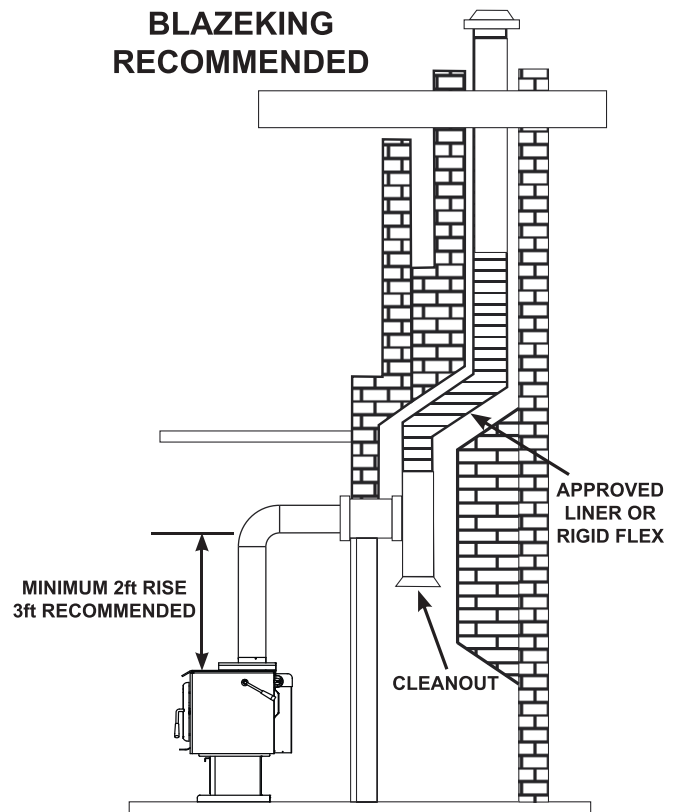 BLAZEKING
RECOMMENDED
APPROVED
LINER OR
RIGID FLEX
MINIMUM 2ft RISE
3ft RECOMMENDED
CLEANOUT